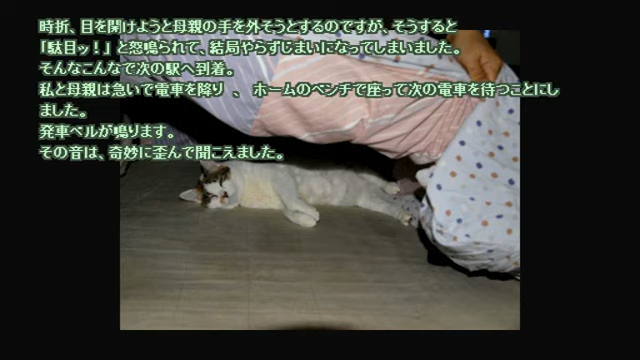 時折、目を開けようと母親の手を外そうとするのですが、そうすると
「駄目ッ！」と怒鳴られて、結局やらずじまいになってしまいました。
そんなこんなで次の駅へ到着。
私と母親は急いで電車を降り 、 ホームのベンチで座って次の電車を待つことにし
ました。
発車ベルが鳴ります。
その音は、奇妙に歪んで聞こえました。